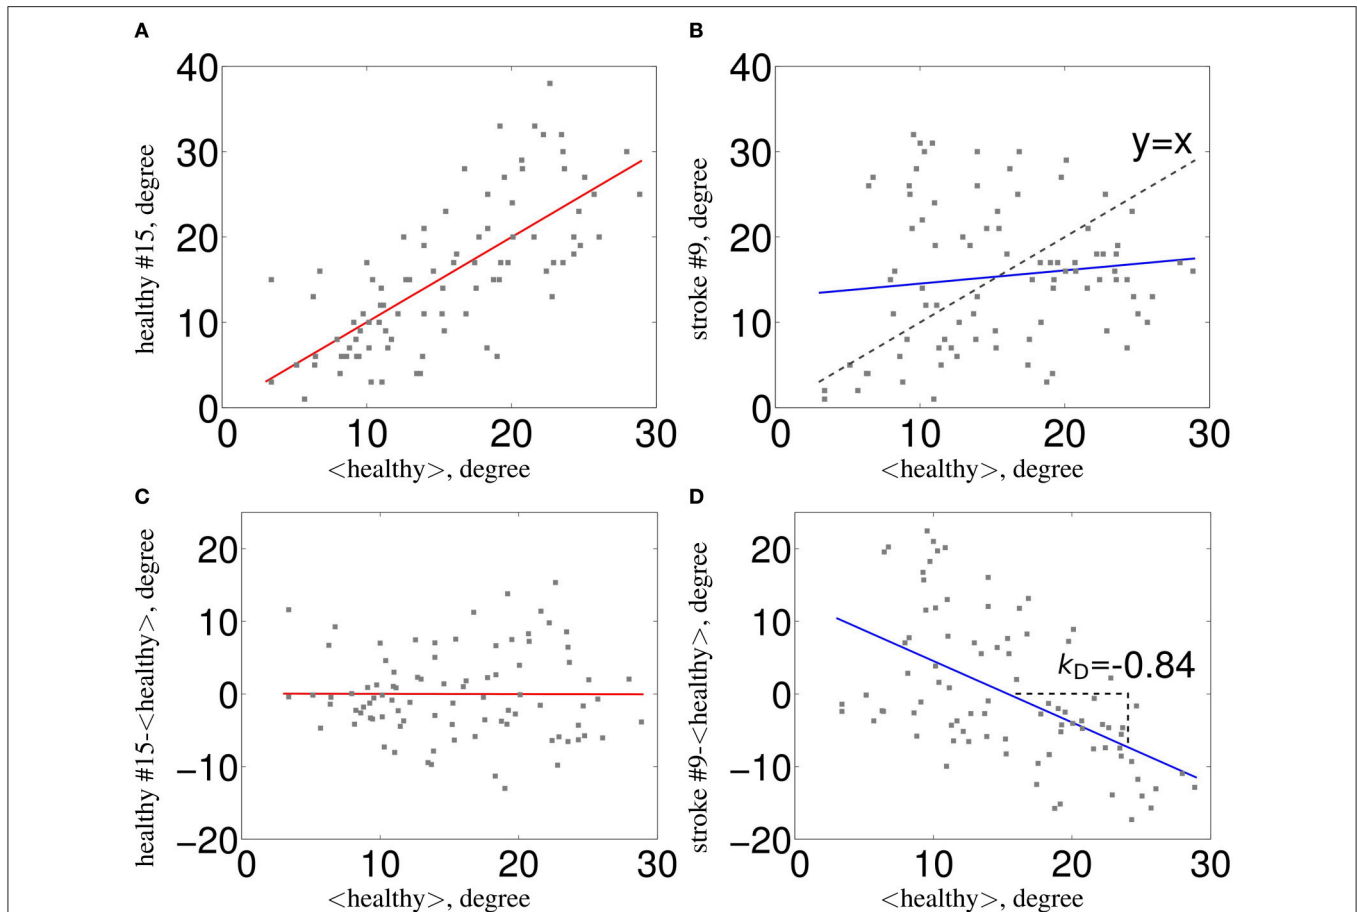 A
40
30
20
10
0
0 10 20 30
healthy #15, degree
<healthy>, degree
B
40
30
20
10
0
0 10 20 30
stroke #9, degree
<healthy>, degree
y=x
C
20
10
0
−10
−20
0 10 20 30
healthy #15-<healthy>, degree
<healthy>, degree
D
20
10
0
−10
−20
0 10 20 30
stroke #9-<healthy>, degree
<healthy>, degree
kD=-0.84